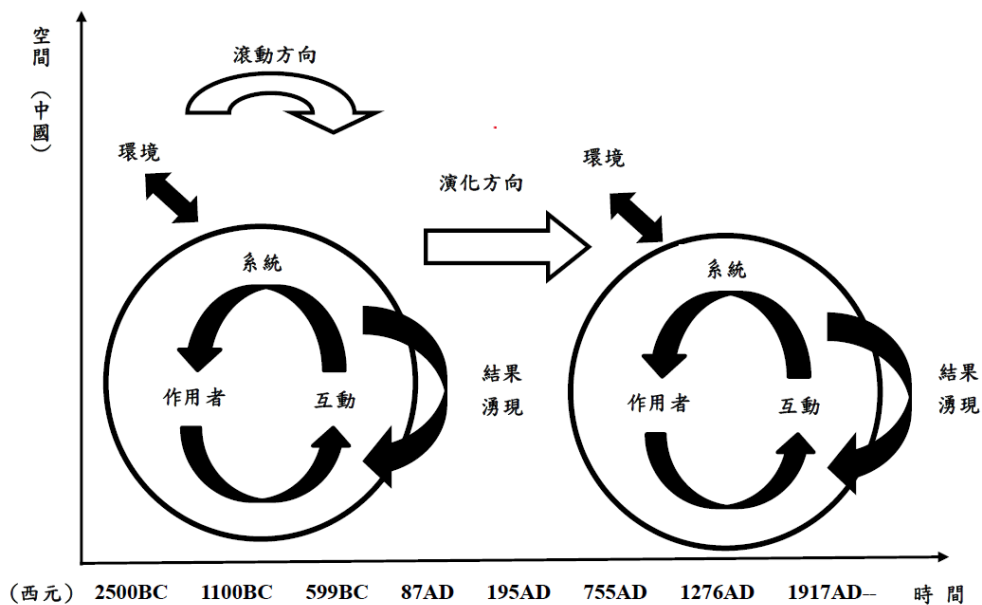 空間（中國）
滾動方向
環境
演化方向
環境
系統
系統
作用者
互動
結果
湧現
作用者
互動
結果
湧現
(西元) 2500BC 1100BC 599BC 87AD 195AD 755AD 1276AD 1917AD-- 時間